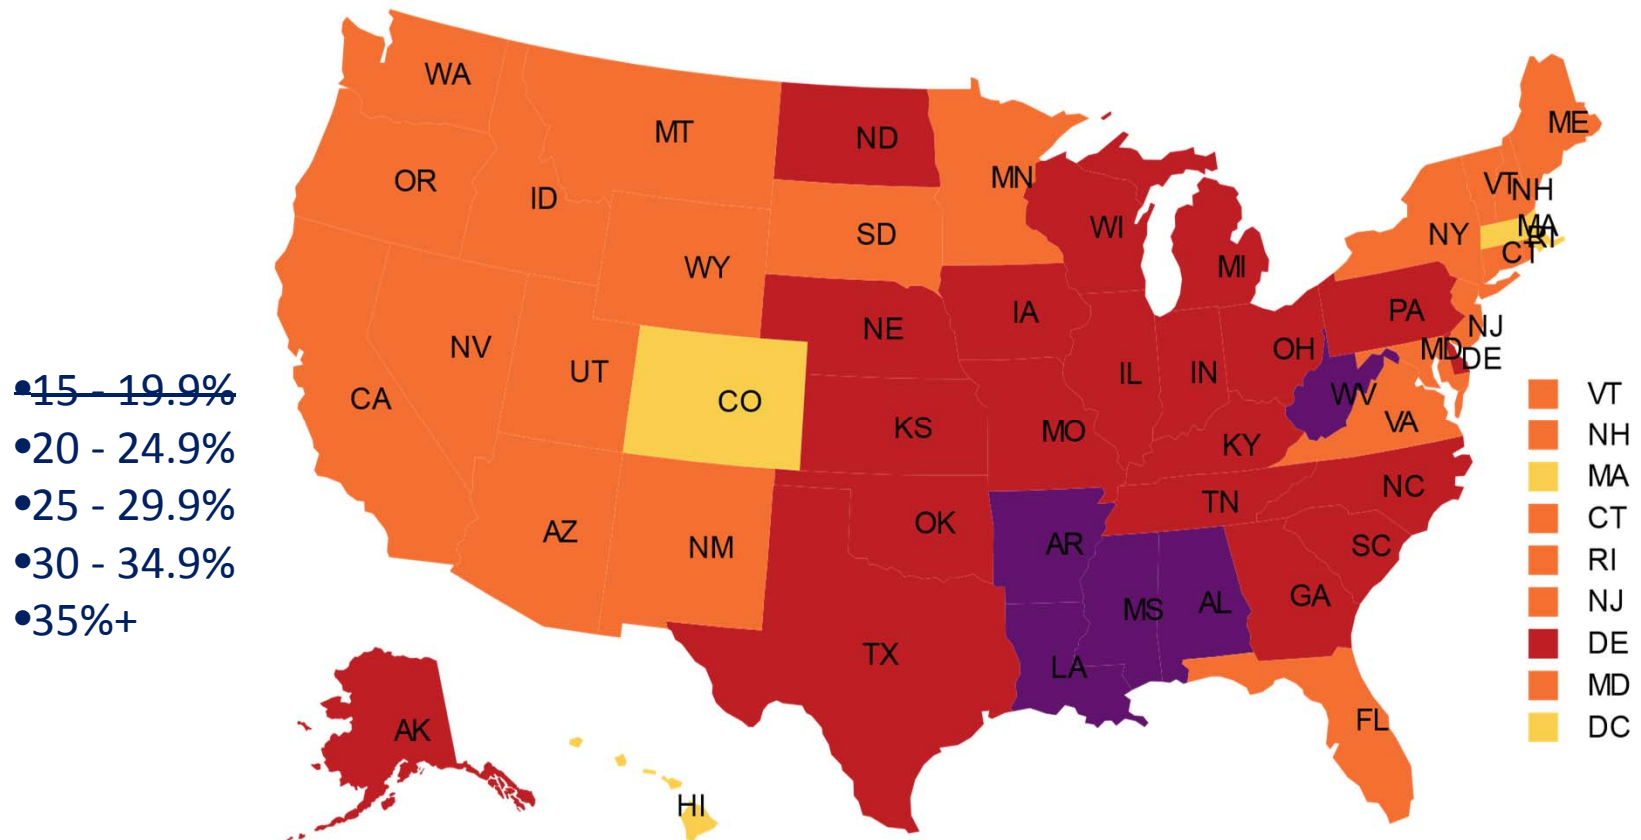 •15 - 19.9%
•20 - 24.9%
•25 - 29.9%
•30 - 34.9%
•35%+
WA
MT
ND
MN
ME
OR
ID
SD
WI
VT
NH
WY
MI
NY
MA
RI
CT
NE
IA
PA
NV
UT
IL
IN
OH
NJ
MD
DE
CA
CO
KS
MO
KY
WV
VA
AZ
NM
OK
AR
TN
NC
SC
TX
MS
AL
GA
LA
FL
AK
HI
VT
NH
MA
CT
RI
NJ
DE
MD
DC